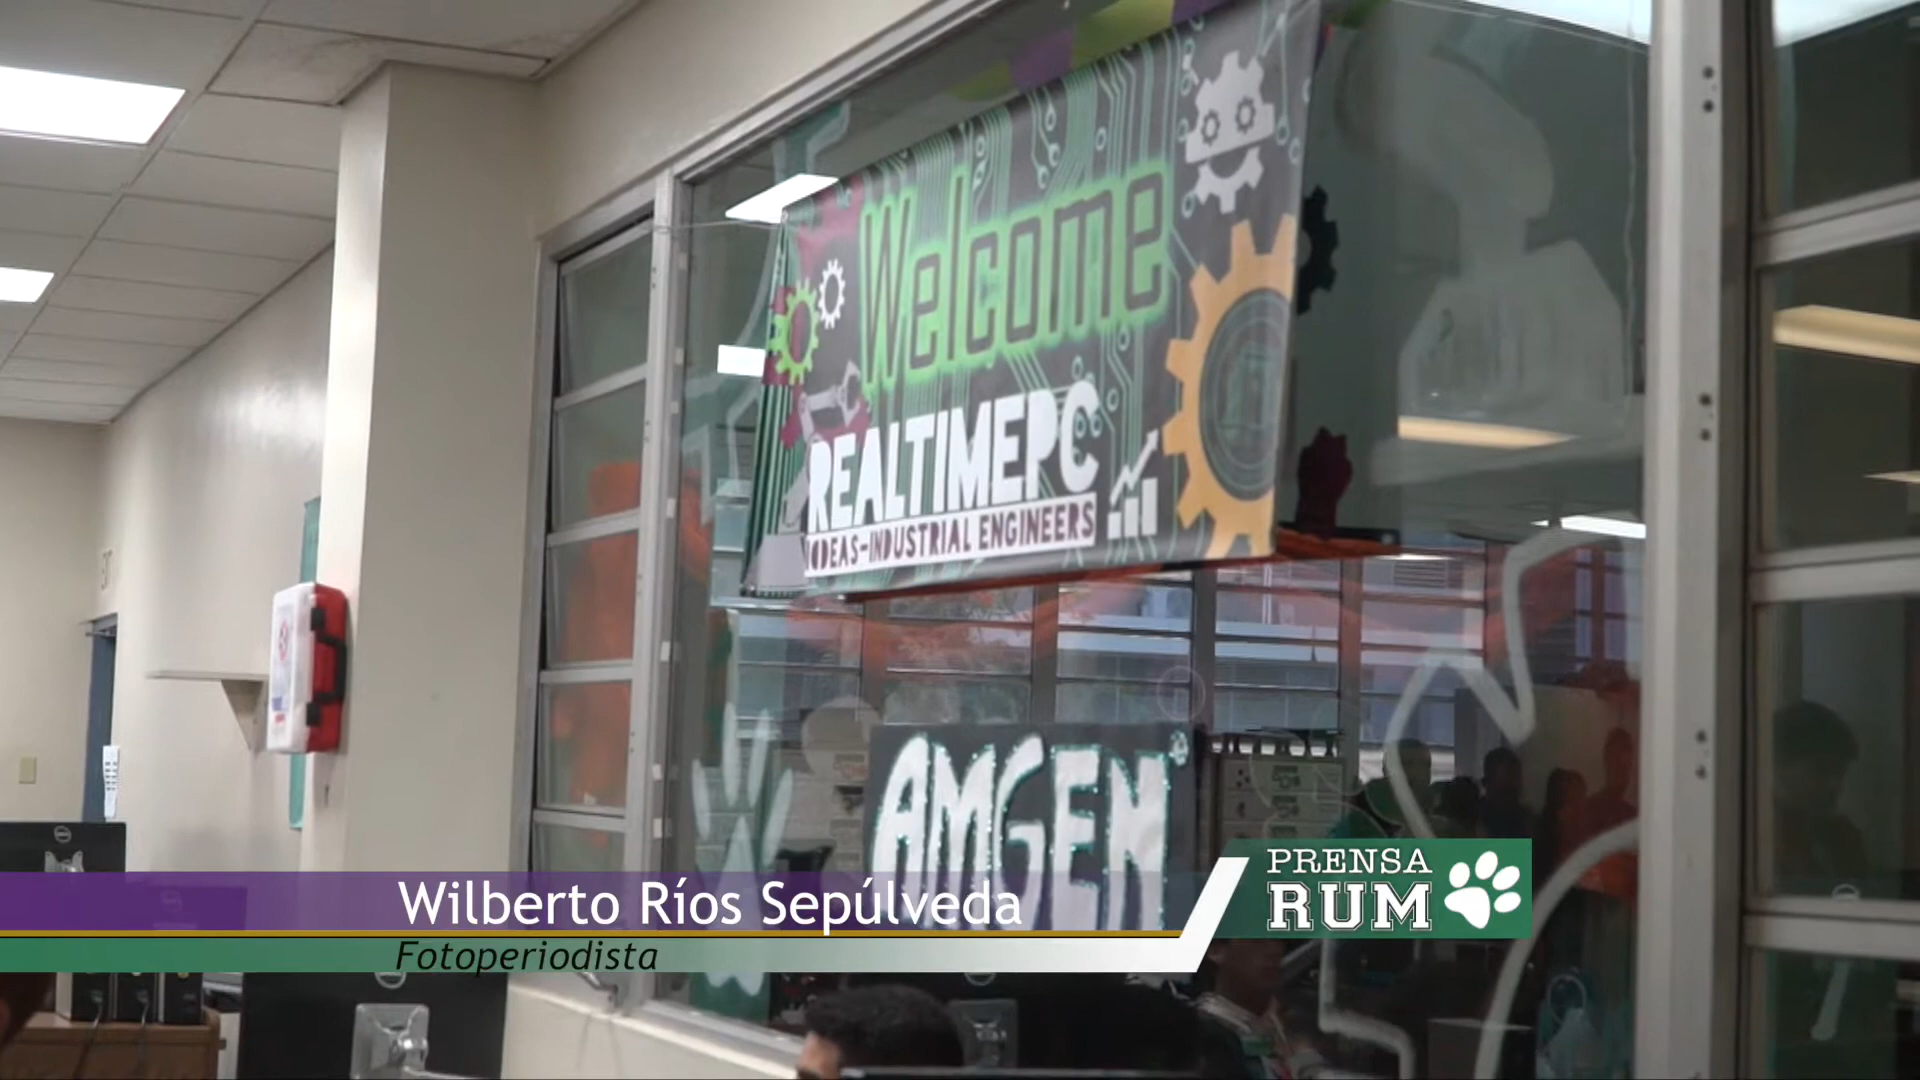 Welcome
REALTIMEPC
IDEAS-INDUSTRIAL ENGINEERS
AMGEN
Wilberto Ríos Sepúlveda
Fotoperiodista
PRENSA
RUM